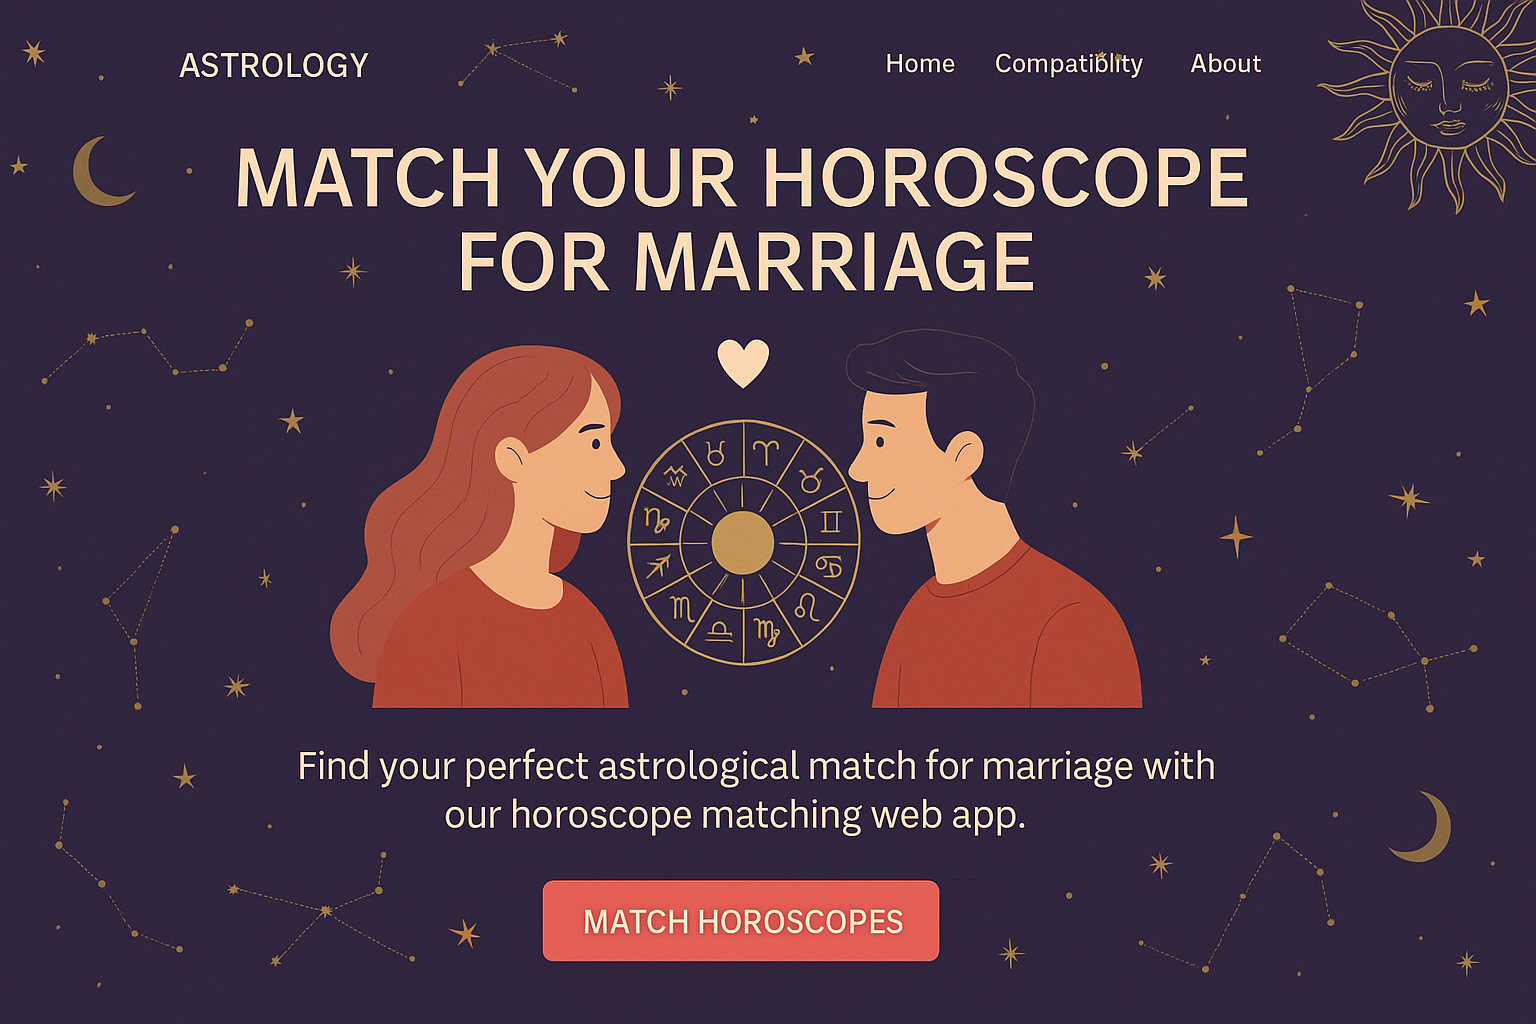 ASTROLOGY
Home Compatiblity About
MATCH YOUR HOROSCOPE
FOR MARRIAGE
Find your perfect astrological match for marriage with
our horoscope matching web app.
MATCH HOROSCOPES